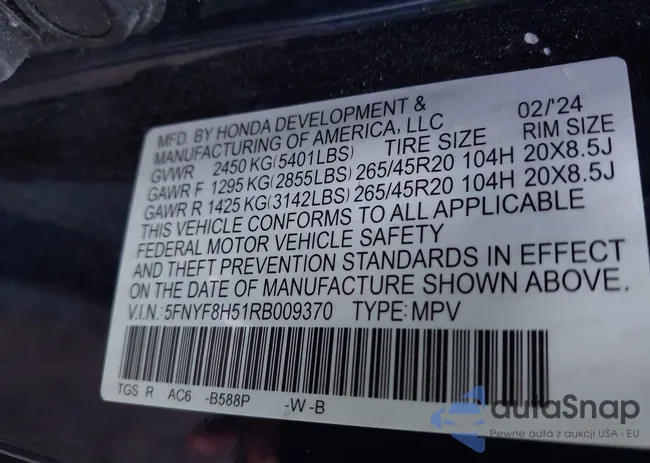 MFD. BY HONDA DEVELOPMENT & 02/'24
MANUFACTURING OF AMERICA, LLC
GVWR 2450 KG(5401LBS) TIRE SIZE RIM SIZE
GAWR F 1295 KG(2855LBS) 265/45R20 104H 20X8.5J
GAWR R 1425 KG(3142LBS) 265/45R20 104H 20X8.5J
THIS VEHICLE CONFORMS TO ALL APPLICABLE
FEDERAL MOTOR VEHICLE SAFETY
AND THEFT PREVENTION STANDARDS IN EFFECT
ON THE DATE OF MANUFACTURE SHOWN ABOVE.
V.I.N.:5FNYF8H51RB009370 TYPE: MPV
TGS R AC6 -B588P -W -B
autaSnap
Pewne auta z aukcji USA i EU